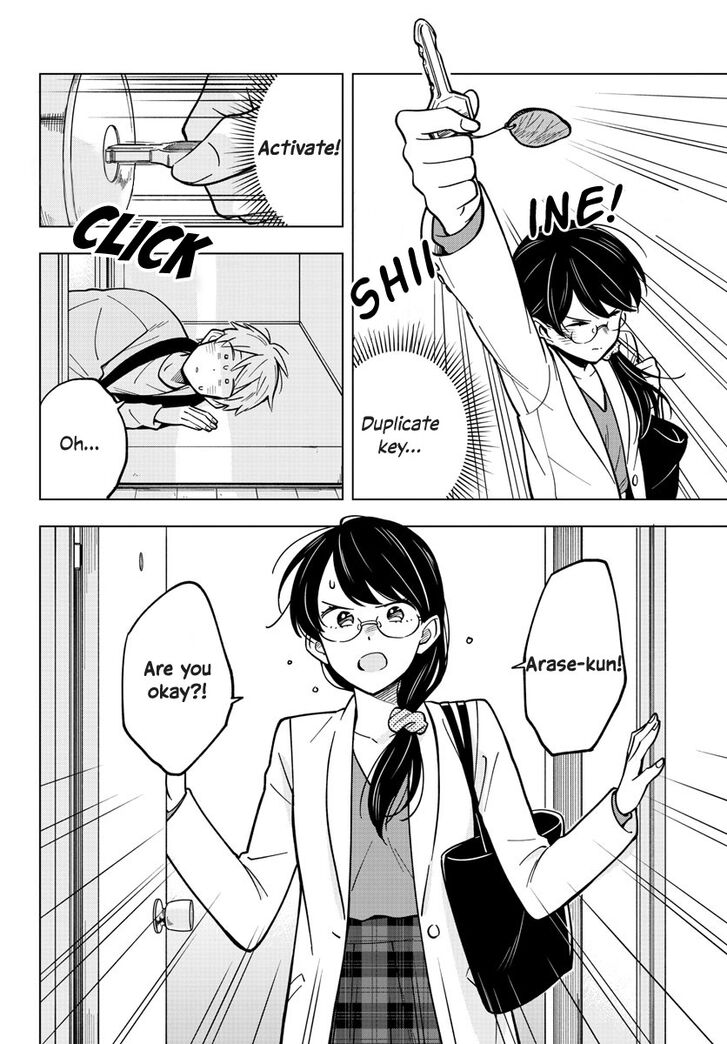 SHII
INE!
Duplicate
key...
Activate!
CLICK
Oh...
Arase-kun!
Are you
okay?!